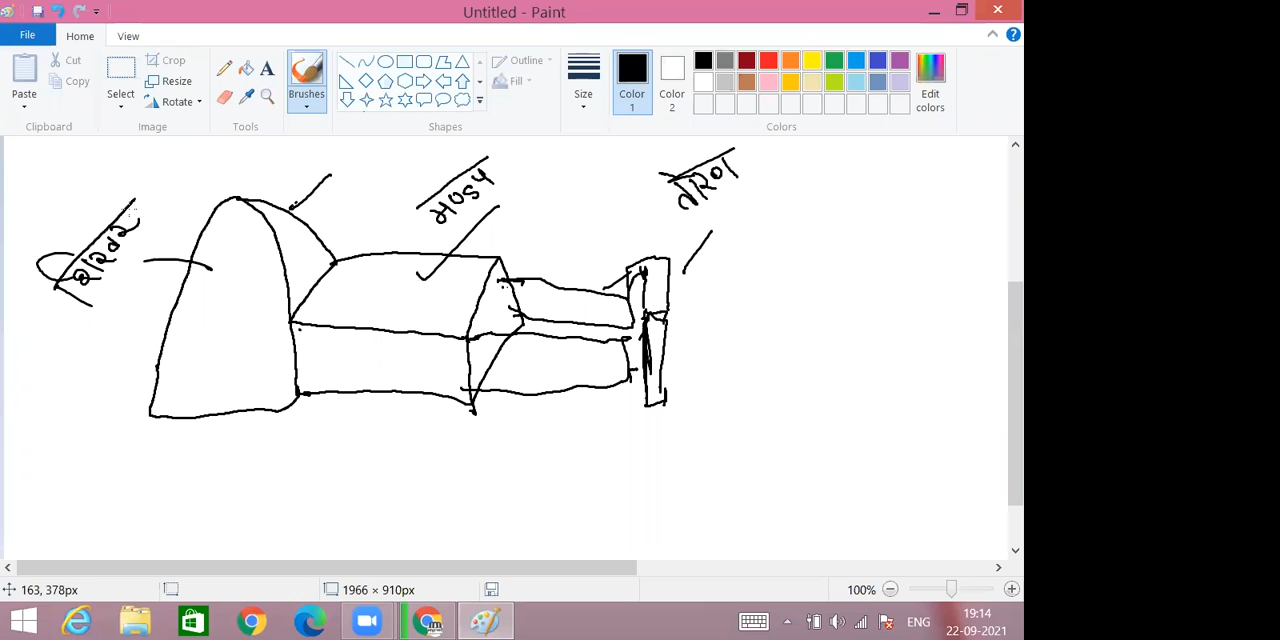 Untitled - Paint
File
Home
View
Paste
Cut
Copy
Clipboard
Select
Crop
Resize
Rotate
Image
A
Tools
Brushes
Outline
Fill
Shapes
Size
Color
1
Color
2
Edit
colors
Colors
163, 378px
1966 × 910px
100%
ENG
19:14
22-09-2021